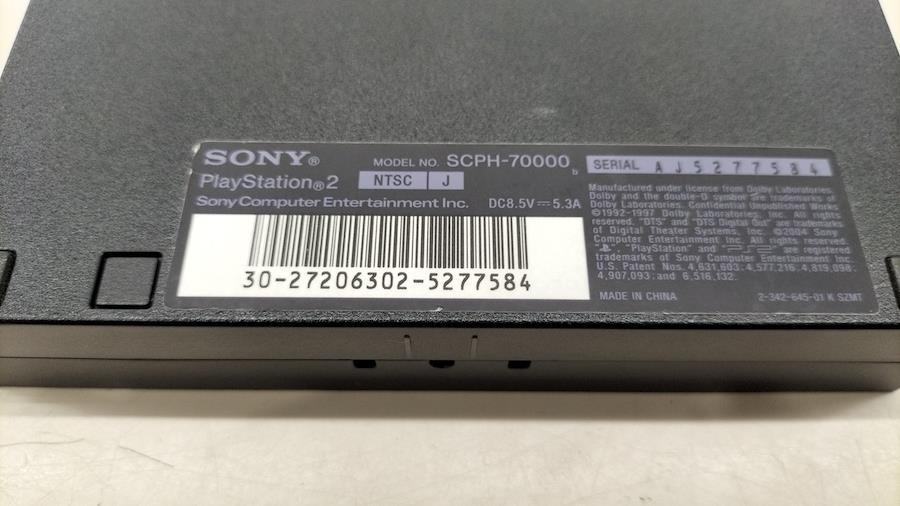 SONY®
MODEL NO. SCPH-70000 b
PlayStation®2
NTSC J
Sony Computer Entertainment Inc. DC8.5V⎓5.3A
30-27206302-5277584
SERIAL AJ5277584
Manufactured under license from Dolby Laboratories.
Dolby and the double-D symbol are trademarks of
Dolby Laboratories. Confidential Unpublished Works
©1992-1997 Dolby Laboratories, Inc. All rights
reserved. "DTS" and "DTS Digital Out" are trademarks
of Digital Theater Systems, Inc. ©2004 Sony
Computer Entertainment Inc. All rights reserved.
"PlayStation" and "PS2" are registered
trademarks of Sony Computer Entertainment Inc.
U.S. Patent Nos. 4,631,603; 4,577,216; 4,819,098;
4,907,093; and 6,516,132.
MADE IN CHINA 2-342-645-01 K SZMT